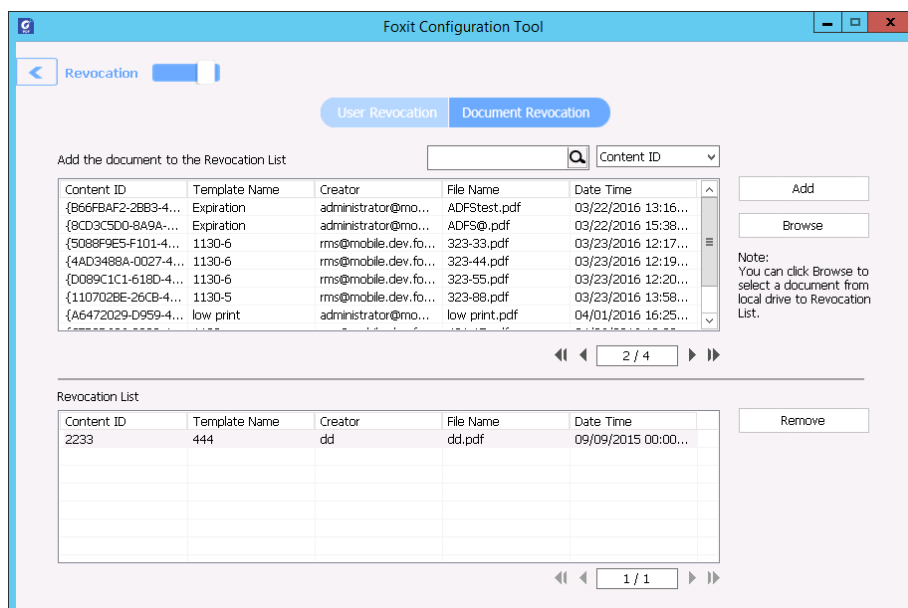 Foxit Configuration Tool
Revocation
User Revocation Document Revocation
Add the document to the Revocation List Content ID
Content ID Template Name Creator File Name Date Time
{B66FBAF2-2BB3-4... Expiration administrator@mo... ADFStest.pdf 03/22/2016 13:16...
{8CD3C5D0-8A9A-... Expiration administrator@mo... ADFS@.pdf 03/22/2016 15:38...
{5088F9E5-F101-4... 1130-6 rms@mobile.dev.fo... 323-33.pdf 03/23/2016 12:17...
{4AD3488A-0027-4... 1130-6 rms@mobile.dev.fo... 323-44.pdf 03/23/2016 12:19...
{D089C1C1-618D-4... 1130-6 rms@mobile.dev.fo... 323-55.pdf 03/23/2016 12:20...
{110702BE-26CB-4... 1130-5 rms@mobile.dev.fo... 323-88.pdf 03/23/2016 13:58...
{A6472029-D959-4... low print administrator@mo... low print.pdf 04/01/2016 16:25...
Add
Browse
Note:
You can click Browse to
select a document from
local drive to Revocation
List.
2 / 4
Revocation List
Content ID Template Name Creator File Name Date Time
2233 444 dd dd.pdf 09/09/2015 00:00...
Remove
1 / 1